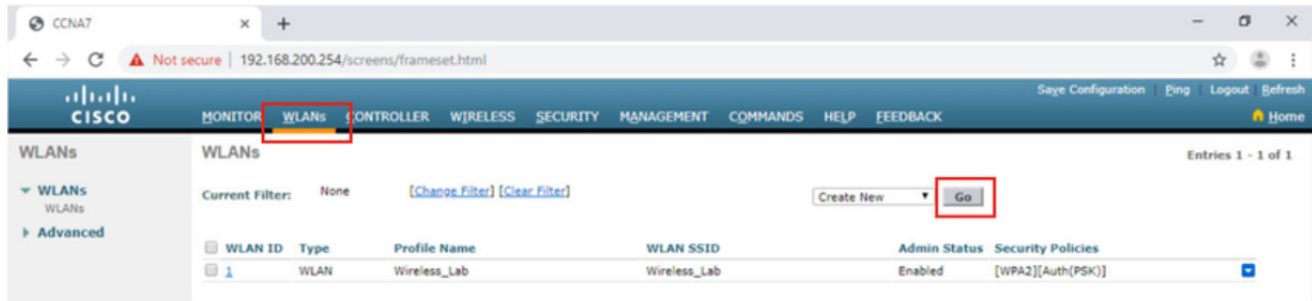 CCNA7
Not secure | 192.168.200.254/screens/frameset.html
Save Configuration | Ping | Logout | Refresh
CISCO MONITOR WLANs CONTROLLER WIRELESS SECURITY MANAGEMENT COMMANDS HELP FEEDBACK Home
WLANs WLANs Entries 1 - 1 of 1
WLANs Current Filter: None [Change Filter] [Clear Filter] Create New Go
WLANs
Advanced
WLAN ID Type Profile Name WLAN SSID Admin Status Security Policies
1 WLAN Wireless_Lab Wireless_Lab Enabled [WPA2][Auth(PSK)]